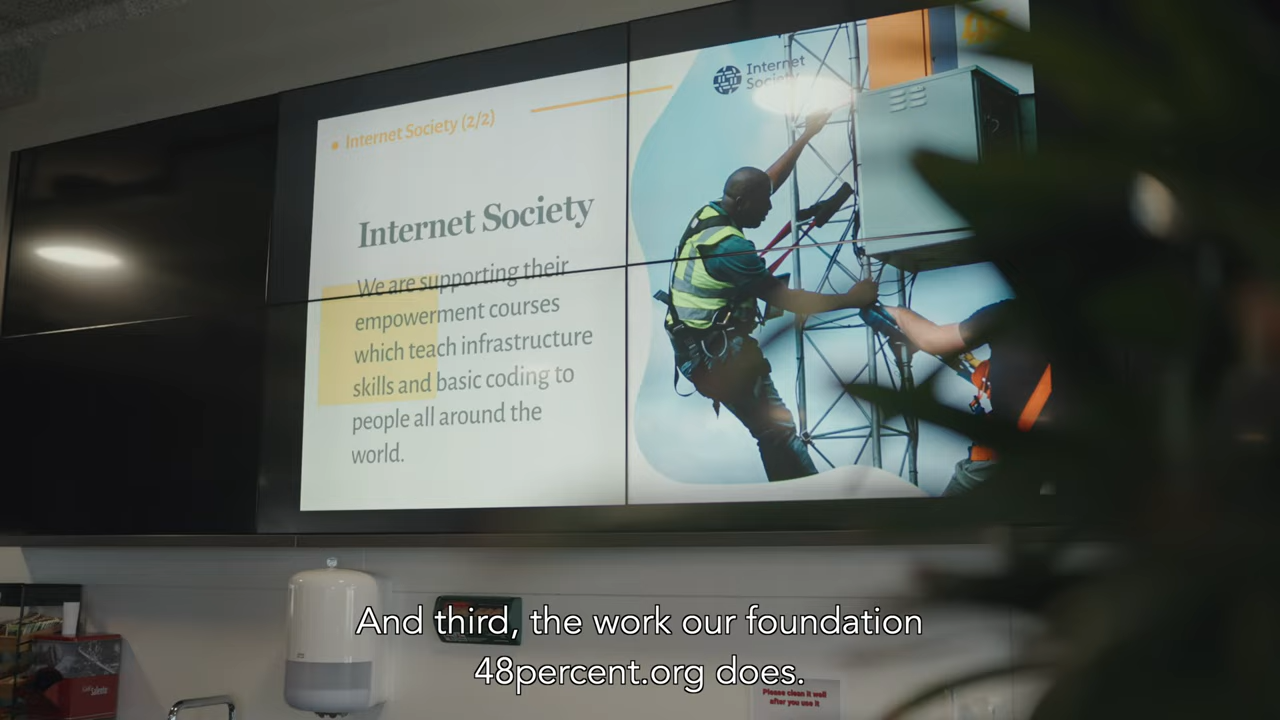 Internet Society (2/2)
Internet
Society
Internet Society
We are supporting their
empowerment courses
which teach infrastructure
skills and basic coding to
people all around the
world.
And third, the work our foundation
48percent.org does.
Please clean it well
after you use it